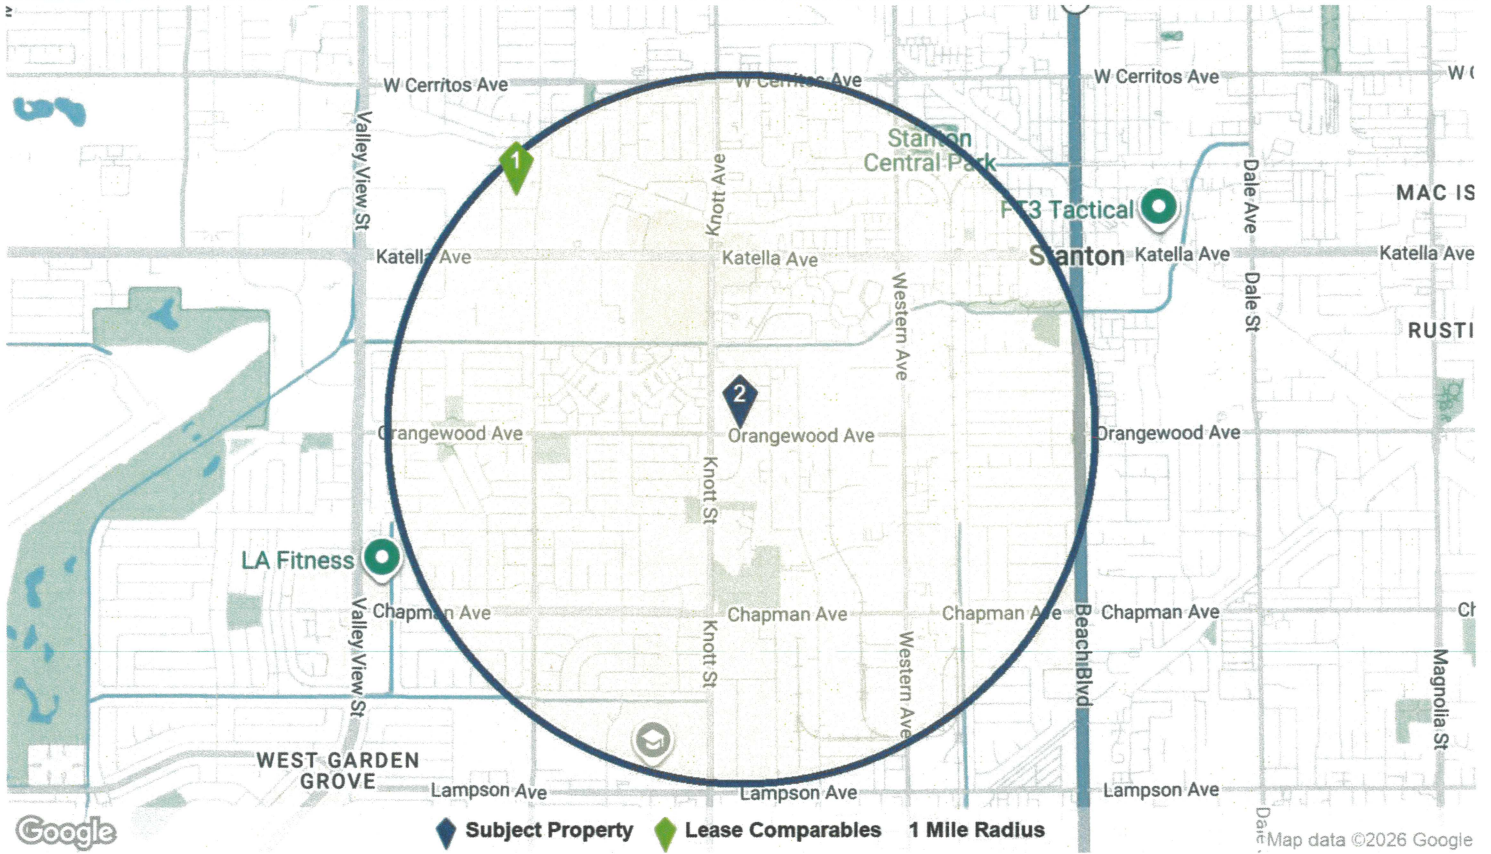 W Cerritos Ave
W Cerritos Ave
W Cerritos Ave
Valley View St
1
Knott Ave
Stanton
Central Park
FT3 Tactical
Dale Ave
MAC IS
Katella Ave
Katella Ave
Stanton
Katella Ave
Katella Ave
Western Ave
Dale St
RUSTI
2
Orangewood Ave
Orangewood Ave
Orangewood Ave
Knott St
LA Fitness
Chapman Ave
Chapman Ave
Chapman Ave
Chapman Ave
Ch
Valley View St
Knott St
Western Ave
Beach Blvd
Magnolia St
WEST GARDEN
GROVE
Lampson Ave
Lampson Ave
Lampson Ave
Google
Subject Property
Lease Comparables
1 Mile Radius
Map data ©2026 Google